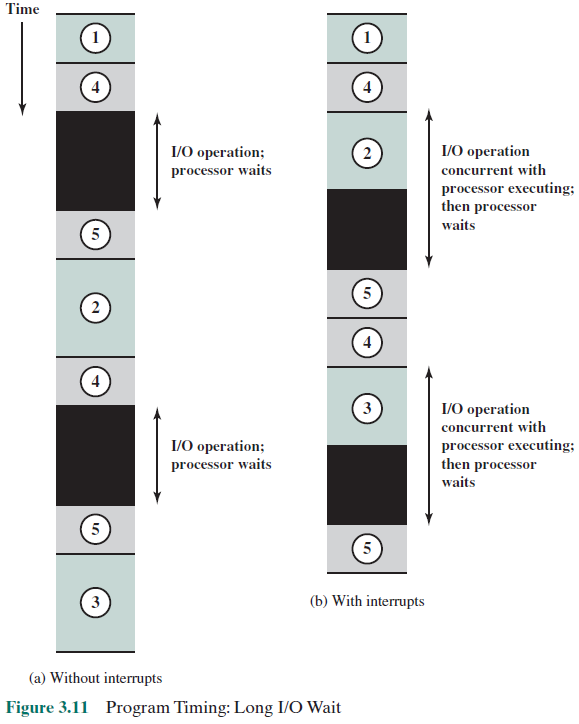 Time
1
4
I/O operation;
processor waits
5
2
4
I/O operation;
processor waits
5
3
(a) Without interrupts
1
4
2
I/O operation
concurrent with
processor executing;
then processor
waits
5
4
3
I/O operation
concurrent with
processor executing;
then processor
waits
5
(b) With interrupts
Figure 3.11 Program Timing: Long I/O Wait